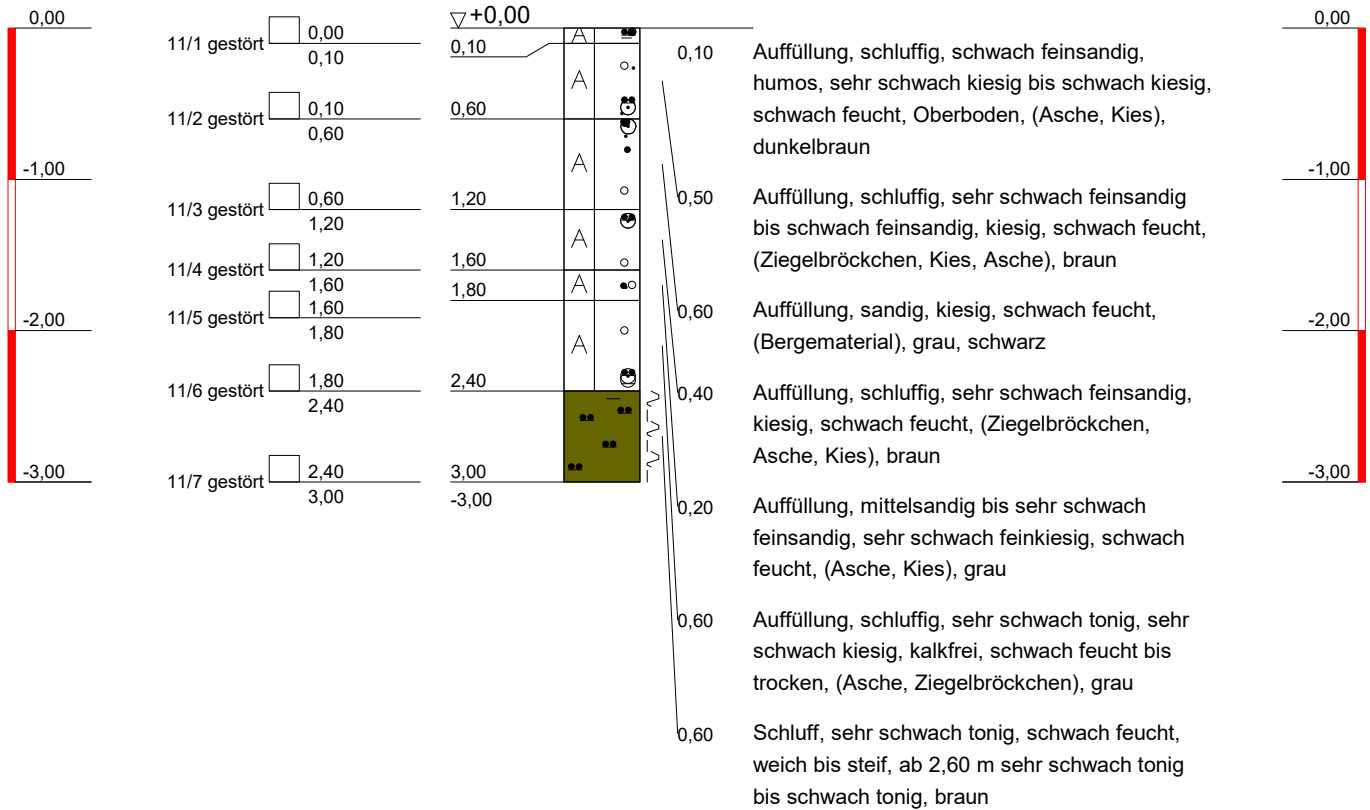 0,00
-1,00
-2,00
-3,00
11/1 gestört
0,00
0,10
11/2 gestört
0,10
0,60
11/3 gestört
0,60
1,20
11/4 gestört
1,20
1,60
11/5 gestört
1,60
1,80
11/6 gestört
1,80
2,40
11/7 gestört
2,40
3,00
+0,00
0,10
0,60
1,20
1,60
1,80
2,40
3,00
-3,00
A
A
A
A
A
A
0,10
Auffüllung, schluffig, schwach feinsandig,
humos, sehr schwach kiesig bis schwach kiesig,
schwach feucht, Oberboden, (Asche, Kies),
dunkelbraun
0,50
Auffüllung, schluffig, sehr schwach feinsandig
bis schwach feinsandig, kiesig, schwach feucht,
(Ziegelbröckchen, Kies, Asche), braun
0,60
Auffüllung, sandig, kiesig, schwach feucht,
(Bergematerial), grau, schwarz
0,40
Auffüllung, schluffig, sehr schwach feinsandig,
kiesig, schwach feucht, (Ziegelbröckchen,
Asche, Kies), braun
0,20
Auffüllung, mittelsandig bis sehr schwach
feinsandig, sehr schwach feinkiesig, schwach
feucht, (Asche, Kies), grau
0,60
Auffüllung, schluffig, sehr schwach tonig, sehr
schwach kiesig, kalkfrei, schwach feucht bis
trocken, (Asche, Ziegelbröckchen), grau
0,60
Schluff, sehr schwach tonig, schwach feucht,
weich bis steif, ab 2,60 m sehr schwach tonig
bis schwach tonig, braun
0,00
-1,00
-2,00
-3,00